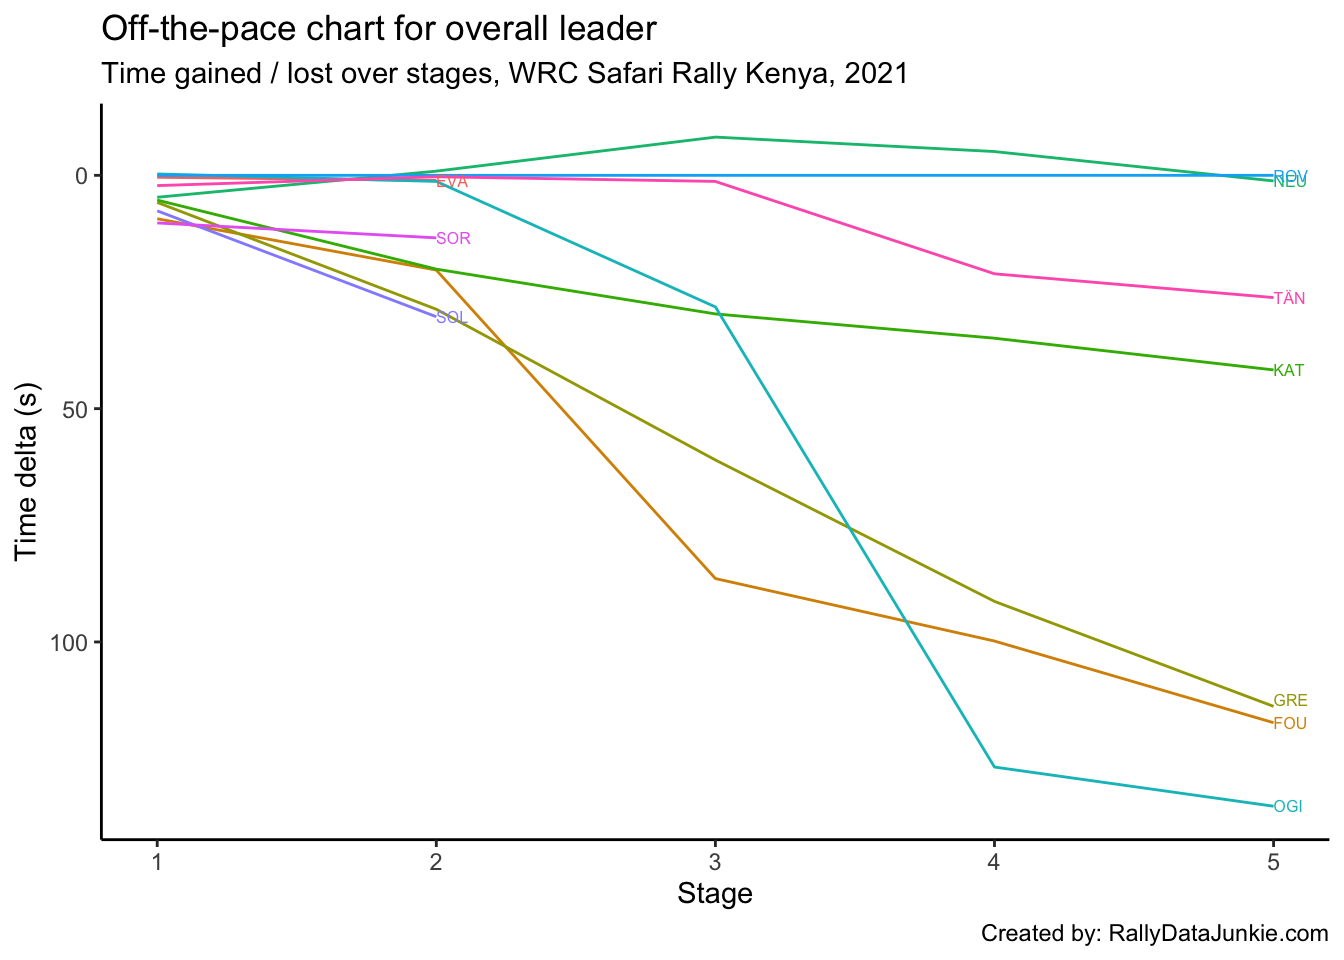 Off-the-pace chart for overall leader
Time gained / lost over stages, WRC Safari Rally Kenya, 2021
0
50
100
Time delta (s)
EVA
SOR
SOL
ROV
NEU
TÄN
KAT
GRE
FOU
OGI
1 2 3 4 5
Stage
Created by: RallyDataJunkie.com